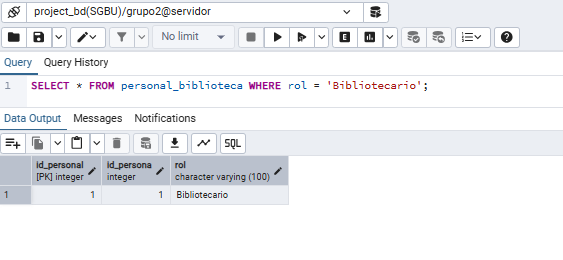 project_bd(SGBU)/grupo2@servidor
No limit
E
Query Query History
1 SELECT * FROM personal_biblioteca WHERE rol = 'Bibliotecario';
Data Output Messages Notifications
SQL
id_personal id_persona rol
[PK] integer integer character varying (100)
1 1 1 Bibliotecario